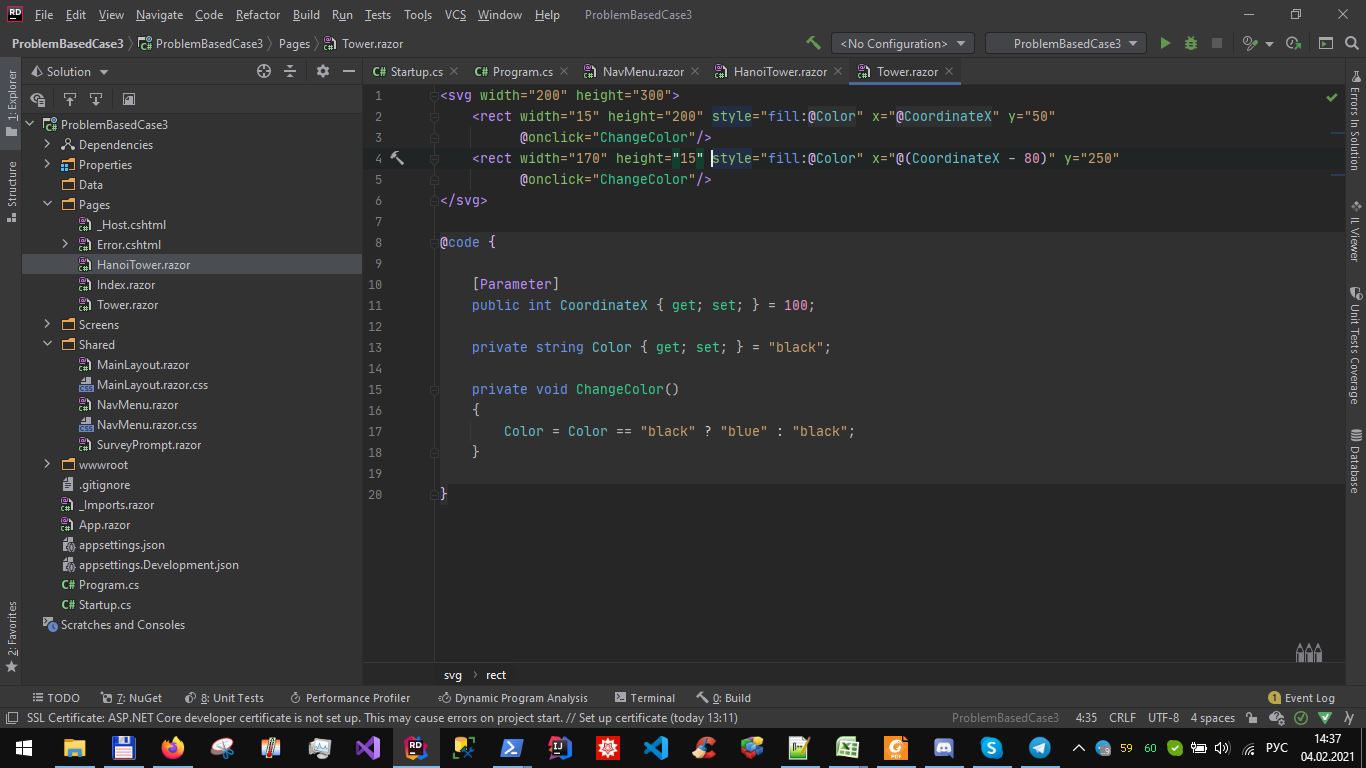 RD File Edit View Navigate Code Refactor Build Run Tests Tools VCS Window Help ProblemBasedCase3
ProblemBasedCase3 ProblemBasedCase3 Pages Tower.razor <No Configuration> ProblemBasedCase3
Solution
Startup.cs Program.cs NavMenu.razor HanoiTower.razor Tower.razor
1: Explorer
Structure
2: Favorites
ProblemBasedCase3
Dependencies
Properties
Data
Pages
_Host.cshtml
Error.cshtml
HanoiTower.razor
Index.razor
Tower.razor
Screens
Shared
MainLayout.razor
MainLayout.razor.css
NavMenu.razor
NavMenu.razor.css
SurveyPrompt.razor
wwwroot
.gitignore
_Imports.razor
App.razor
appsettings.json
appsettings.Development.json
C# Program.cs
C# Startup.cs
Scratches and Consoles
1 <svg width="200" height="300">
2 <rect width="15" height="200" style="fill:@Color" x="@CoordinateX" y="50"
3 @onclick="ChangeColor"/>
4 <rect width="170" height="15" style="fill:@Color" x="@(CoordinateX - 80)" y="250"
5 @onclick="ChangeColor"/>
6 </svg>
7
8 @code {
9
10 [Parameter]
11 public int CoordinateX { get; set; } = 100;
12
13 private string Color { get; set; } = "black";
14
15 private void ChangeColor()
16 {
17 Color = Color == "black" ? "blue" : "black";
18 }
19
20 }
Errors In Solution
IL Viewer
Unit Tests Coverage
Database
svg › rect
TODO 7: NuGet 8: Unit Tests Performance Profiler Dynamic Program Analysis Terminal 0: Build 1 Event Log
SSL Certificate: ASP.NET Core developer certificate is not set up. This may cause errors on project start. // Set up certificate (today 13:11) ProblemBasedCase3 4:35 CRLF UTF-8 4 spaces
59 60 РУС 14:37
04.02.2021